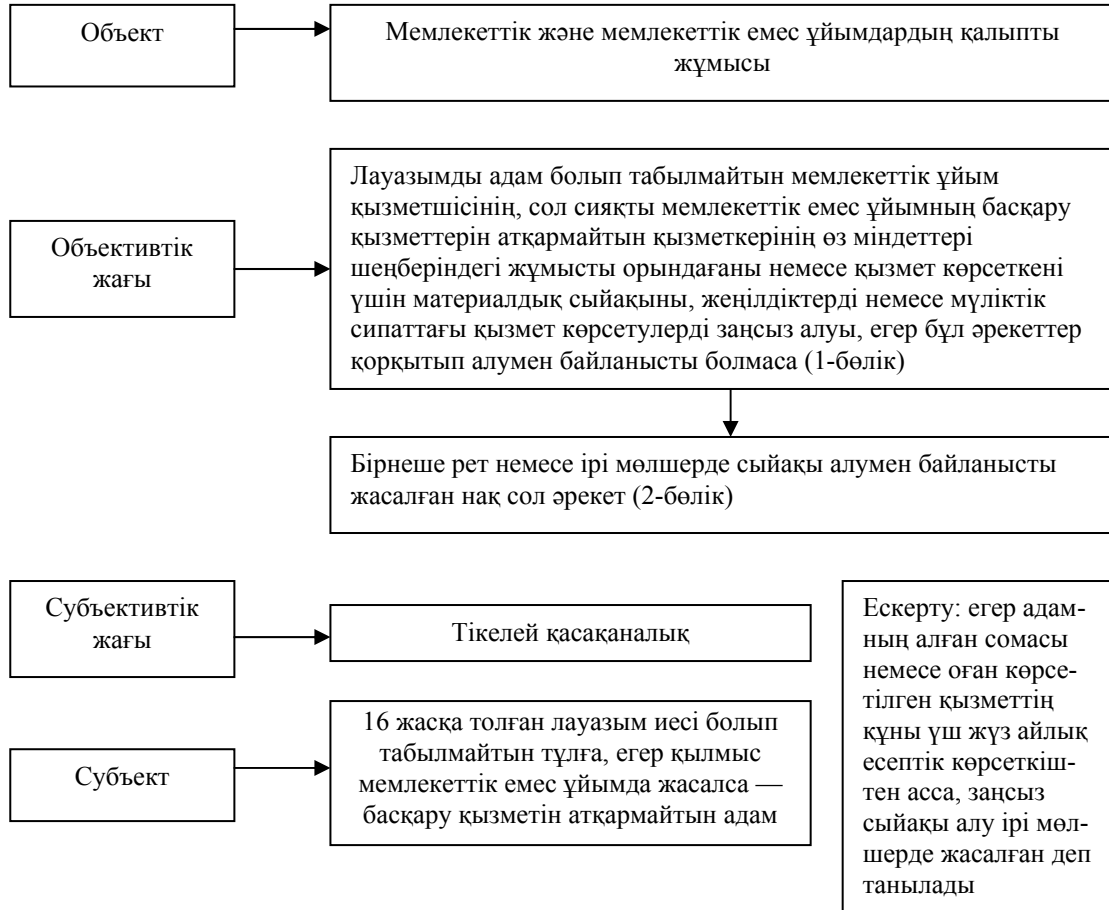 Объект
Мемлекеттік және мемлекеттік емес ұйымдардың қалыпты
жұмысы
Объективтік
жағы
Лауазымды адам болып табылмайтын мемлекеттік ұйым
қызметшісінің, сол сияқты мемлекеттік емес ұйымның басқару
қызметтерін атқармайтын қызметкерінің өз міндеттері
шеңберіндегі жұмысты орындағаны немесе қызмет көрсеткені
үшін материалдық сыйақыны, жеңілдіктерді немесе мүліктік
сипаттағы қызмет көрсетулерді заңсыз алуы, егер бұл әрекеттер
қорқытып алумен байланысты болмаса (1-бөлік)
Бірнеше рет немесе ірі мөлшерде сыйақы алумен байланысты
жасалған нақ сол әрекет (2-бөлік)
Субъективтік
жағы
Тікелей қасақаналық
Субъект
16 жасқа толған лауазым иесі болып
табылмайтын тұлға, егер қылмыс
мемлекеттік емес ұйымда жасалса —
басқару қызметін атқармайтын адам
Ескерту: егер адам-
ның алған сомасы
немесе оған көрсе-
тілген қызметтің
құны үш жүз айлық
есептік көрсеткіш-
тен асса, заңсыз
сыйақы алу ірі мөл-
шерде жасалған деп
танылады